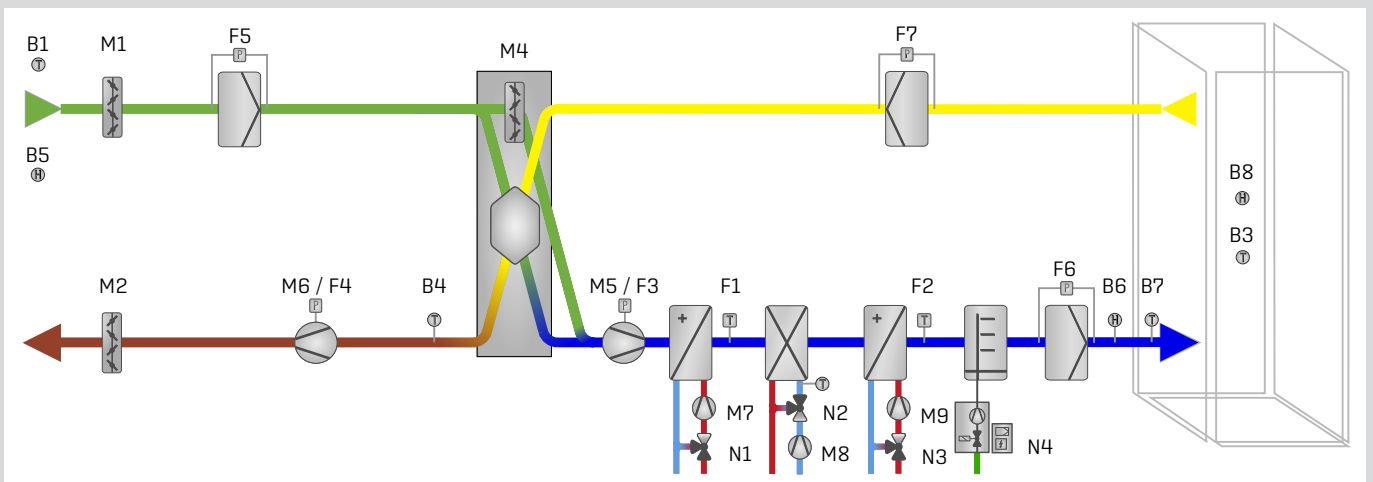 B1 M1 F5 M4 F7
T
P
P
B5
H
B8
H
B3
T
M2 M6 / F4 B4 M5 / F3 F1 F2 F6 B6 B7
P T P T T P H T
+ +
T
M7 N2 M9
N1 M8 N3 N4